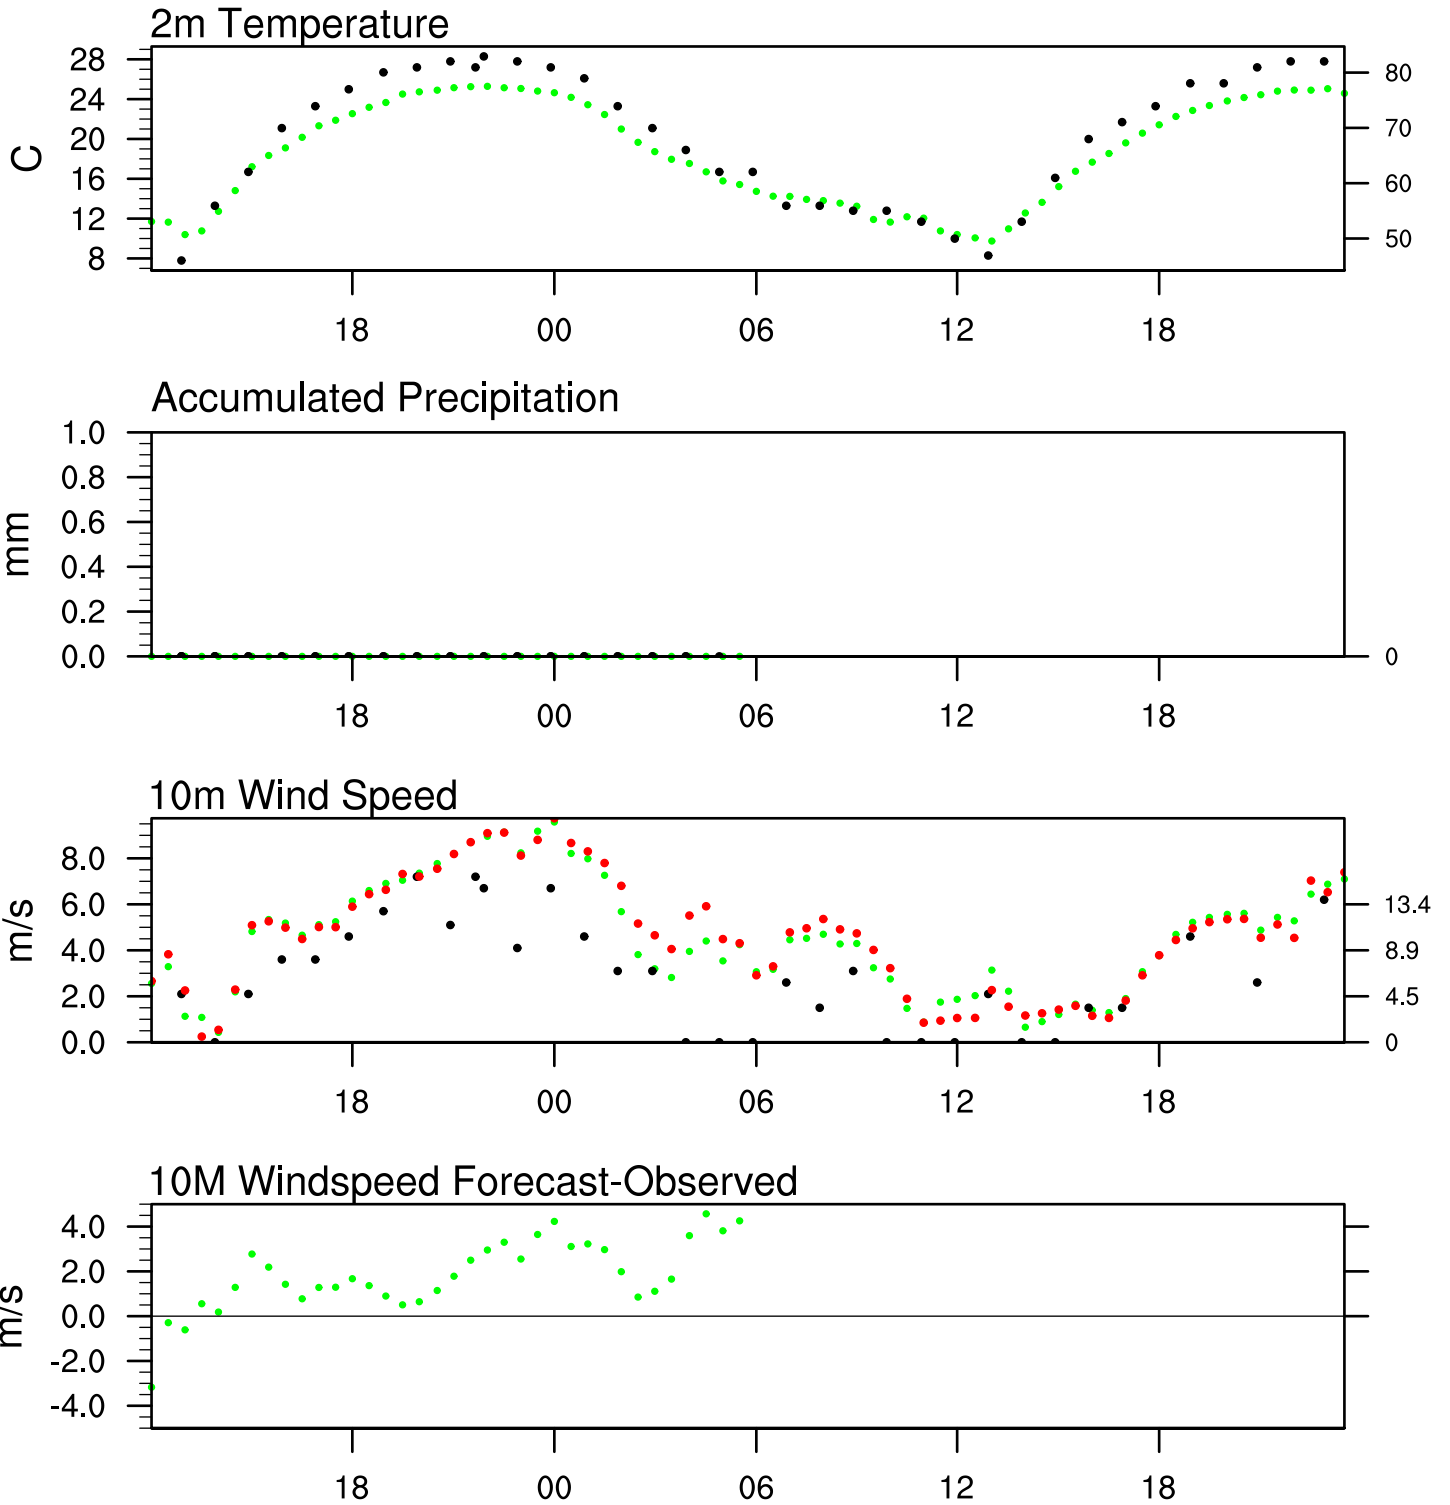 2m Temperature
28
24
20
16
12
8
C
80
70
60
50
18 00 06 12 18
Accumulated Precipitation
1.0
0.8
0.6
0.4
0.2
0.0
mm
0
18 00 06 12 18
10m Wind Speed
8.0
6.0
4.0
2.0
0.0
m/s
13.4
8.9
4.5
0
18 00 06 12 18
10M Windspeed Forecast-Observed
4.0
2.0
0.0
-2.0
-4.0
m/s
18 00 06 12 18